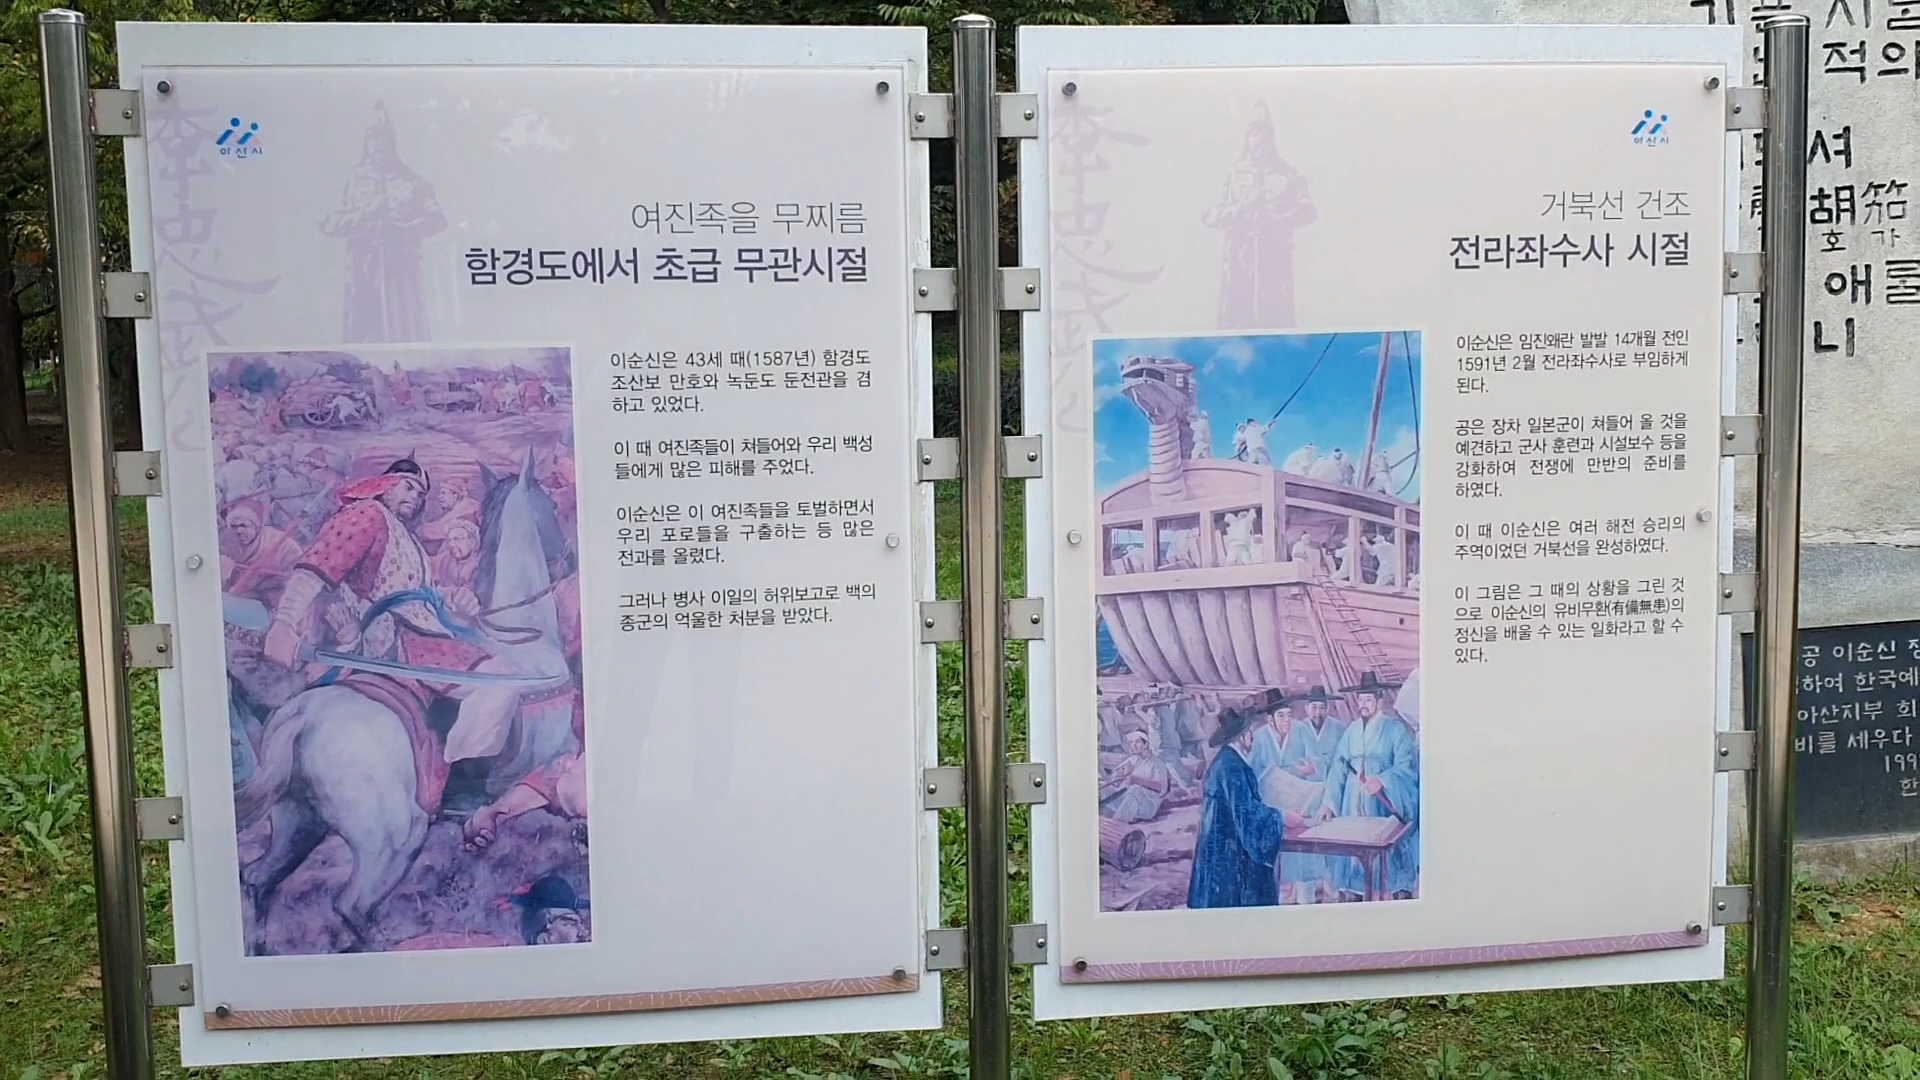 아산시
여진족을 무찌름
함경도에서 초급 무관시절
이순신은 43세 때(1587년) 함경도
조산보 만호와 녹둔도 둔전관을 겸
하고 있었다.
이 때 여진족들이 쳐들어와 우리 백성
들에게 많은 피해를 주었다.
이순신은 이 여진족들을 토벌하면서
우리 포로들을 구출하는 등 많은
전과를 올렸다.
그러나 병사 이일의 허위보고로 백의
종군의 억울한 처분을 받았다.
李忠武公
아산시
거북선 건조
전라좌수사 시절
이순신은 임진왜란 발발 14개월 전인
1591년 2월 전라좌수사로 부임하게
된다.
공은 장차 일본군이 쳐들어 올 것을
예견하고 군사 훈련과 시설보수 등을
강화하여 전쟁에 만반의 준비를
하였다.
이 때 이순신은 여러 해전 승리의
주역이었던 거북선을 완성하였다.
이 그림은 그 때의 상황을 그린 것
으로 이순신의 유비무환(有備無患)의
정신을 배울 수 있는 일화라고 할 수
있다.
李忠武公
적의
셔
胡笳
호 가
애를
니
공 이순신
하여 한국예
아산지부 회
비를 세우다
199
한